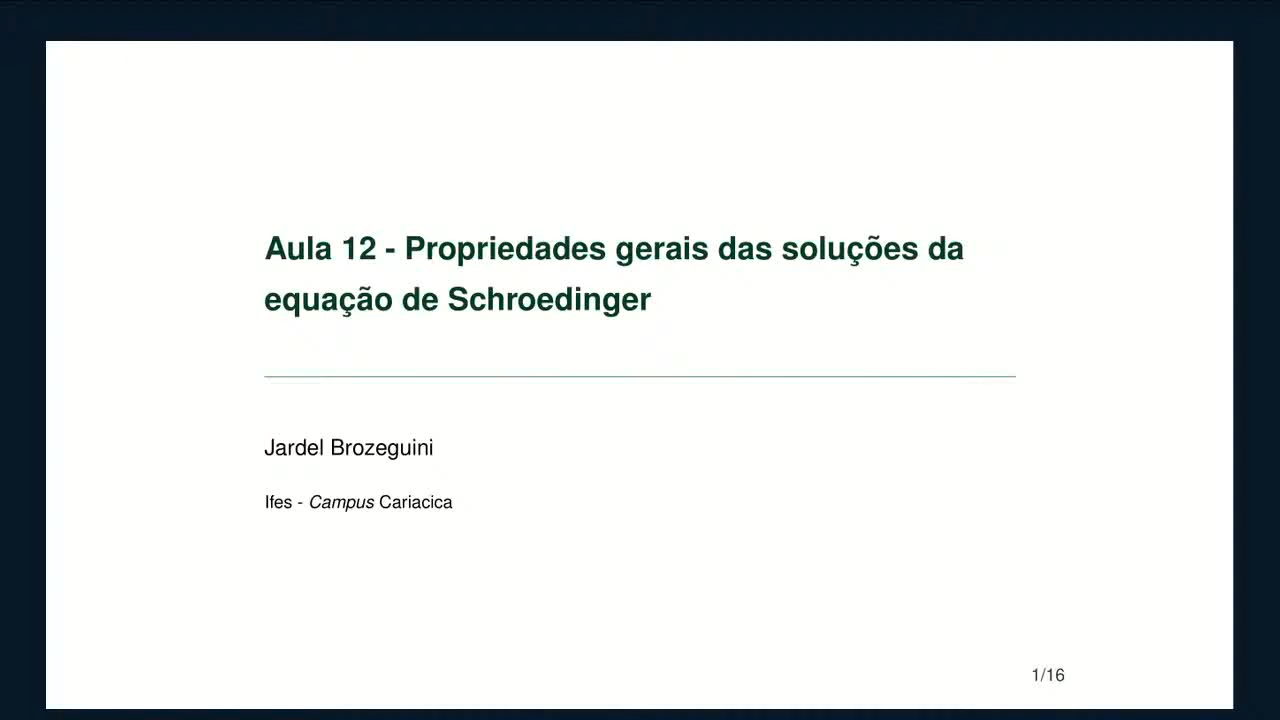 Aula 12 - Propriedades gerais das soluções da
equação de Schroedinger
Jardel Brozeguini
Ifes - Campus Cariacica
1/16